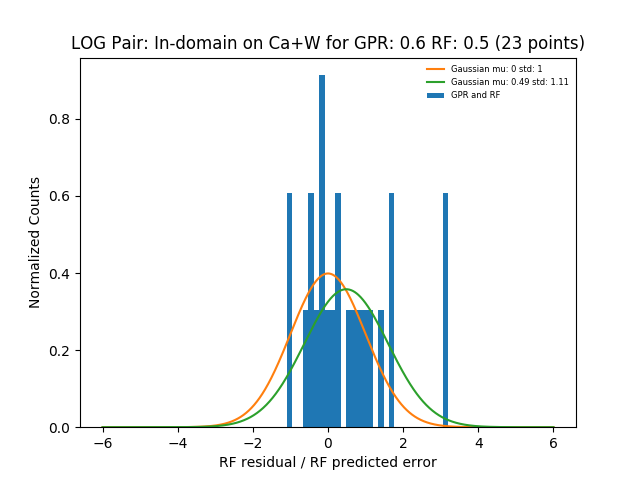 LOG Pair: In-domain on Ca+W for GPR: 0.6 RF: 0.5 (23 points)
Gaussian mu: 0 std: 1
Gaussian mu: 0.49 std: 1.11
GPR and RF
Normalized Counts
0.8
0.6
0.4
0.2
0.0
−6 −4 −2 0 2 4 6
RF residual / RF predicted error